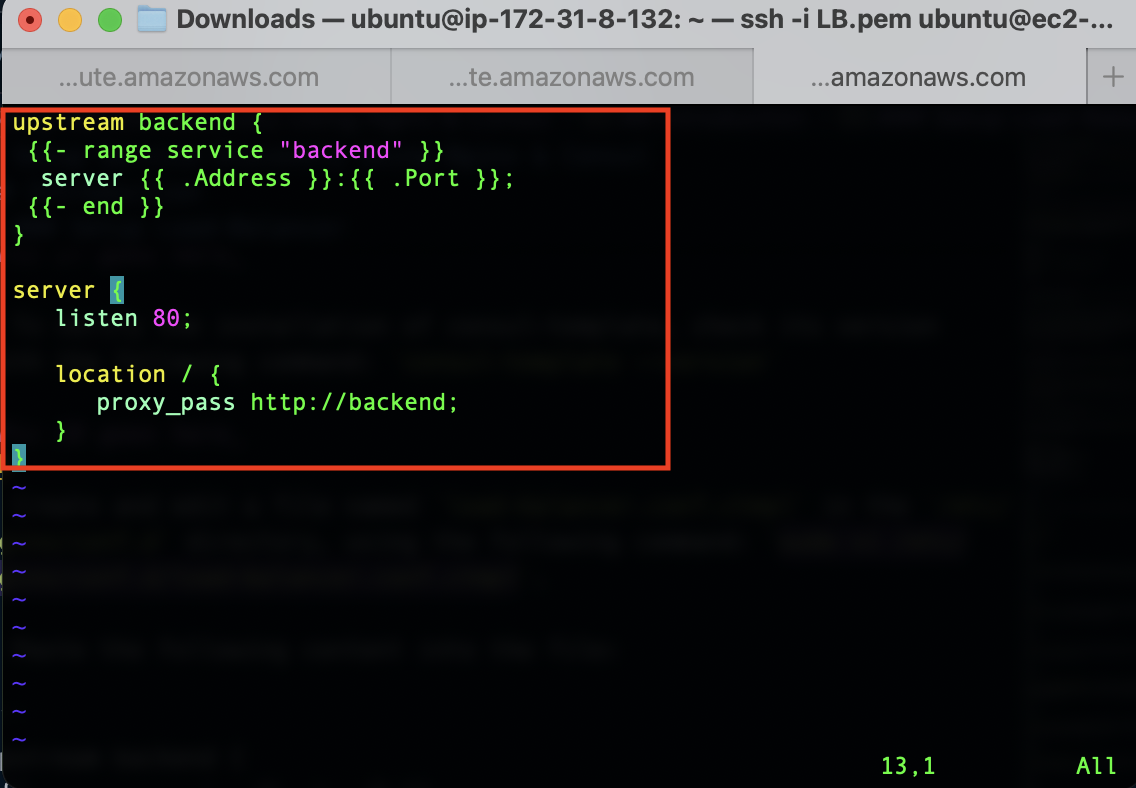 Downloads — ubuntu@ip-172-31-8-132: ~ — ssh -i LB.pem ubuntu@ec2-...
...ute.amazonaws.com ...te.amazonaws.com ...amazonaws.com +
upstream backend {
 {{- range service "backend" }}
  server {{ .Address }}:{{ .Port }};
 {{- end }}
}
server {
   listen 80;
   location / {
      proxy_pass http://backend;
   }
}
~
~
~
~
~
~
~
~
~
~
13,1 All